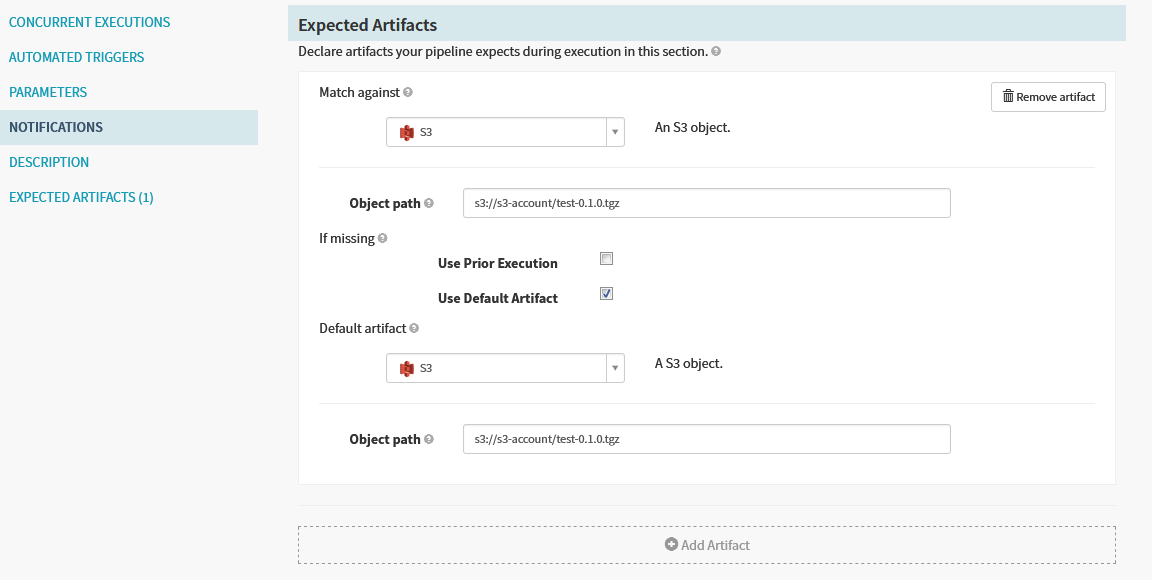 CONCURRENT EXECUTIONS
AUTOMATED TRIGGERS
PARAMETERS
NOTIFICATIONS
DESCRIPTION
EXPECTED ARTIFACTS (1)
Expected Artifacts
Declare artifacts your pipeline expects during execution in this section.
Match against
Remove artifact
S3
An S3 object.
Object path
s3://s3-account/test-0.1.0.tgz
If missing
Use Prior Execution
Use Default Artifact
Default artifact
S3
A S3 object.
Object path
s3://s3-account/test-0.1.0.tgz
Add Artifact